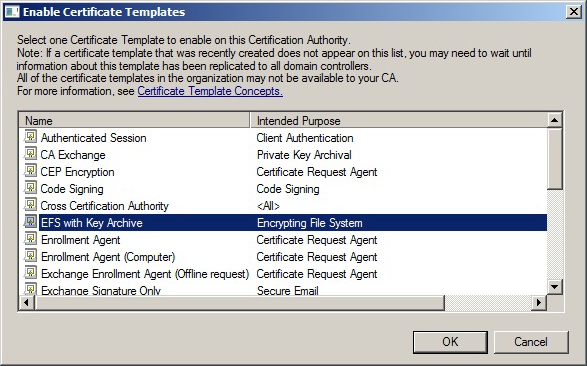 Enable Certificate Templates
Select one Certificate Template to enable on this Certification Authority.
Note: If a certificate template that was recently created does not appear on this list, you may need to wait until
information about this template has been replicated to all domain controllers.
All of the certificate templates in the organization may not be available to your CA.
For more information, see Certificate Template Concepts.
Name Intended Purpose
Authenticated Session Client Authentication
CA Exchange Private Key Archival
CEP Encryption Certificate Request Agent
Code Signing Code Signing
Cross Certification Authority <All>
EFS with Key Archive Encrypting File System
Enrollment Agent Certificate Request Agent
Enrollment Agent (Computer) Certificate Request Agent
Exchange Enrollment Agent (Offline request) Certificate Request Agent
Exchange Signature Only Secure Email
OK Cancel